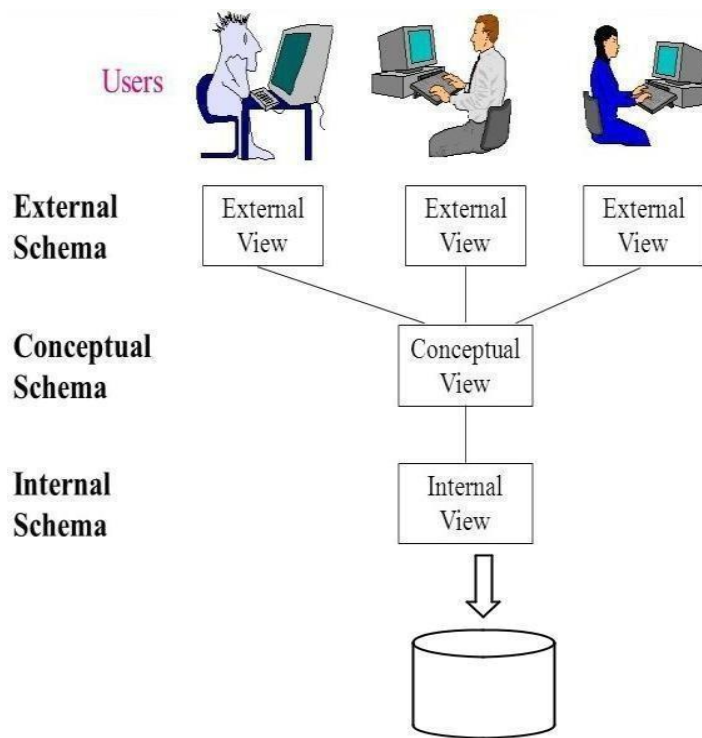 Users
External
Schema
External
View
External
View
External
View
Conceptual
Schema
Conceptual
View
Internal
Schema
Internal
View